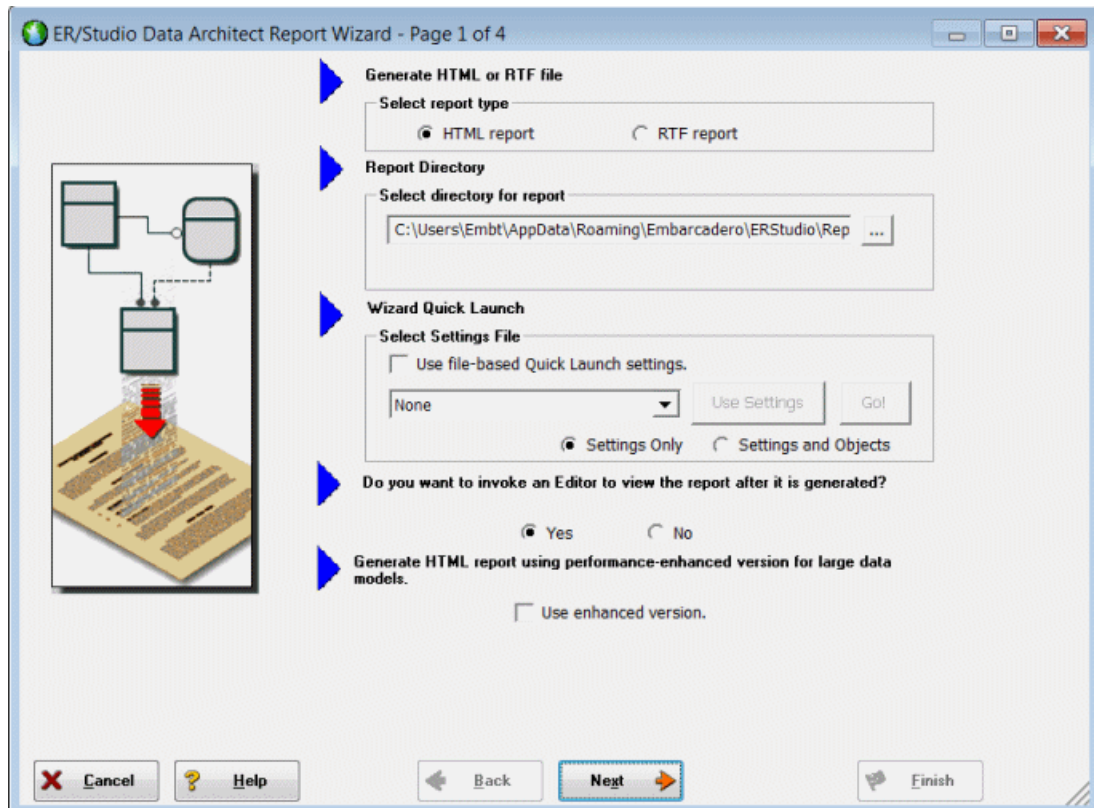 ER/Studio Data Architect Report Wizard - Page 1 of 4
Generate HTML or RTF file
Select report type
HTML report RTF report
Report Directory
Select directory for report
C:\Users\Embt\AppData\Roaming\Embarcadero\ERStudio\Rep ...
Wizard Quick Launch
Select Settings File
Use file-based Quick Launch settings.
None Use Settings Go!
Settings Only Settings and Objects
Do you want to invoke an Editor to view the report after it is generated?
Yes No
Generate HTML report using performance-enhanced version for large data
models.
Use enhanced version.
Cancel Help Back Next Finish